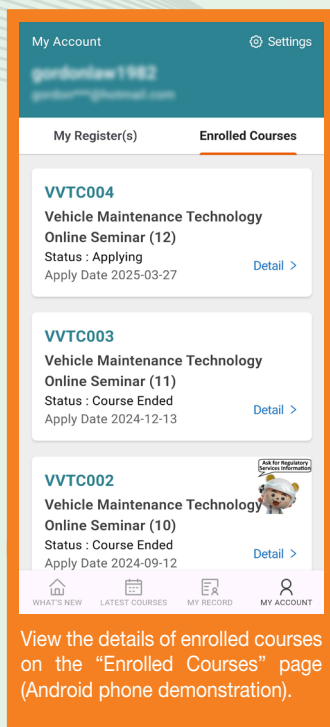 My Account
Settings
My Register(s)
Enrolled Courses
VVTC004
Vehicle Maintenance Technology
Online Seminar (12)
Status : Applying
Apply Date 2025-03-27
Detail >
VVTC003
Vehicle Maintenance Technology
Online Seminar (11)
Status : Course Ended
Apply Date 2024-12-13
Detail >
Ask for Regulatory
Services Information
VVTC002
Vehicle Maintenance Technology
Online Seminar (10)
Status : Course Ended
Apply Date 2024-09-12
Detail >
WHAT'S NEW
LATEST COURSES
MY RECORD
MY ACCOUNT
View the details of enrolled courses
on the “Enrolled Courses” page
(Android phone demonstration).